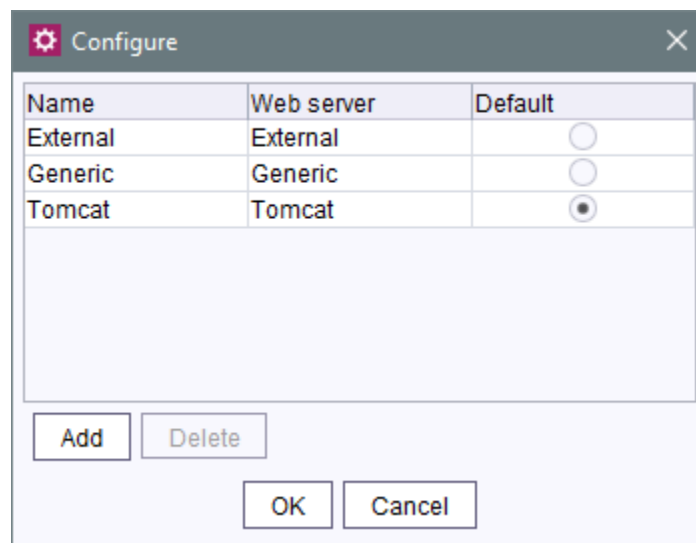 Configure
Name Web server Default
External External
Generic Generic
Tomcat Tomcat
Add Delete
OK Cancel